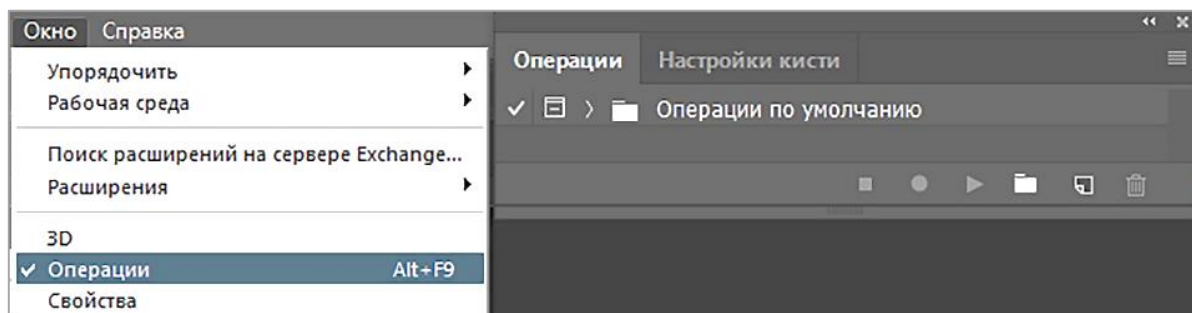 Окно Справка
Упорядочить
Рабочая среда
Поиск расширений на сервере Exchange...
Расширения
3D
Операции Alt+F9
Свойства
Операции Настройки кисти
Операции по умолчанию